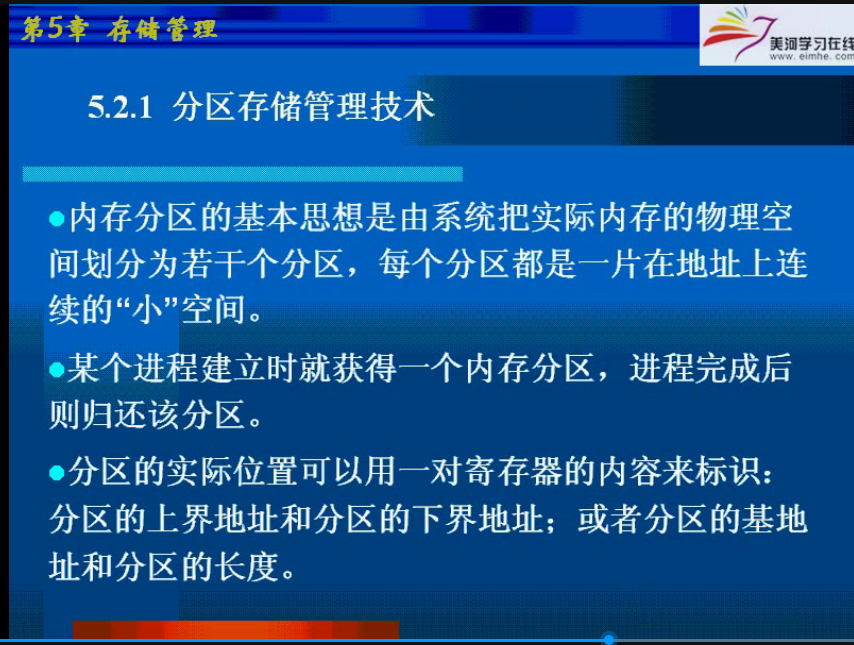 第5章 存储管理
美河学习在线
www.eimhe.com
5.2.1 分区存储管理技术
●内存分区的基本思想是由系统把实际内存的物理空
间划分为若干个分区，每个分区都是一片在地址上连
续的“小”空间。
●某个进程建立时就获得一个内存分区，进程完成后
则归还该分区。
●分区的实际位置可以用一对寄存器的内容来标识：
分区的上界地址和分区的下界地址；或者分区的基地
址和分区的长度。